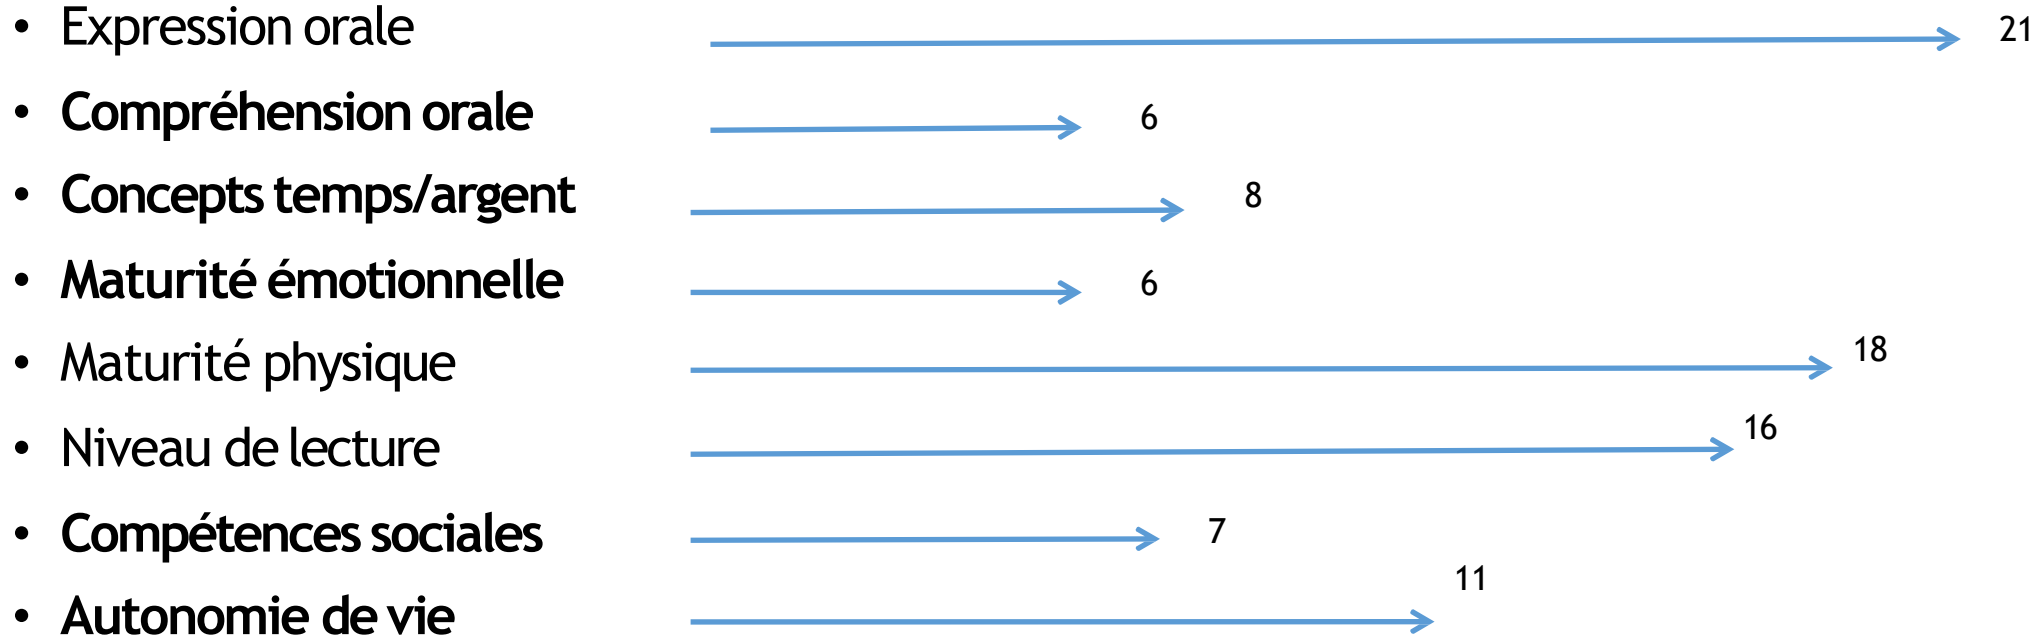 • Expression orale 21
• Compréhension orale 6
• Concepts temps/argent 8
• Maturité émotionnelle 6
• Maturité physique 18
• Niveau de lecture 16
• Compétences sociales 7
• Autonomie de vie 11